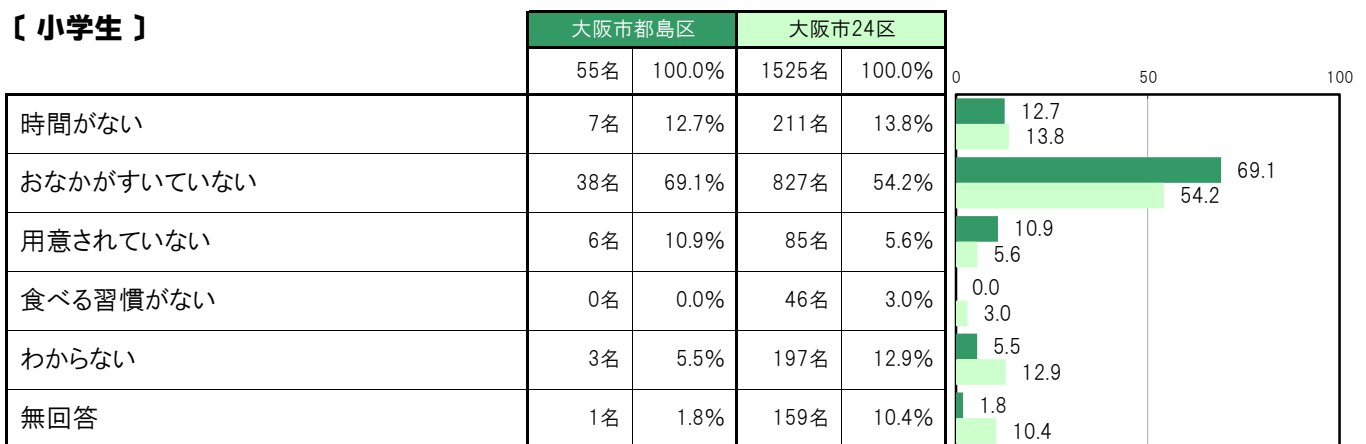 〔 小学生 〕
大阪市都島区 大阪市24区
55名 100.0% 1525名 100.0%
0 50 100
時間がない 7名 12.7% 211名 13.8%
12.7
13.8
おなかがすいていない 38名 69.1% 827名 54.2%
69.1
54.2
用意されていない 6名 10.9% 85名 5.6%
10.9
5.6
食べる習慣がない 0名 0.0% 46名 3.0%
0.0
3.0
わからない 3名 5.5% 197名 12.9%
5.5
12.9
無回答 1名 1.8% 159名 10.4%
1.8
10.4